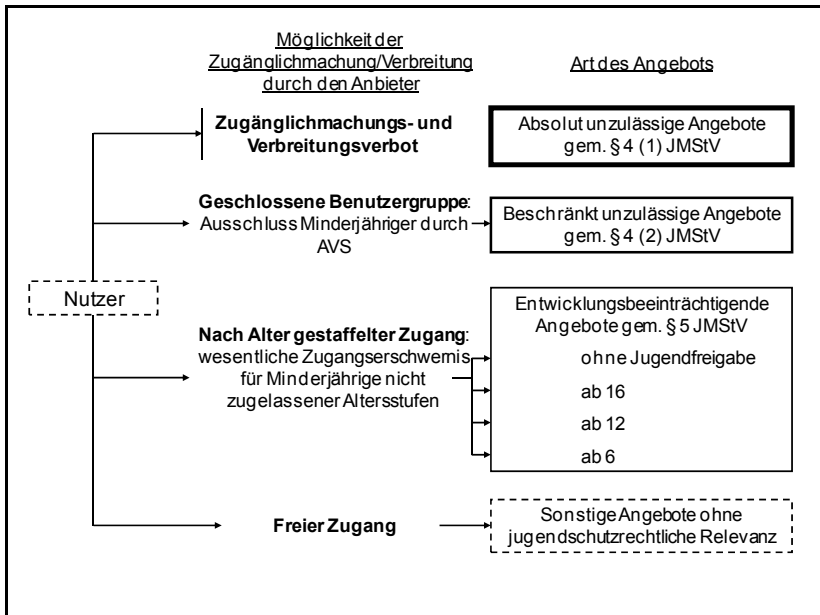 Möglichkeit der
Zugänglichmachung/Verbreitung
durch den Anbieter
Art des Angebots
Zugänglichmachungs- und
Verbreitungsverbot
Absolut unzulässige Angebote
gem. § 4 (1) JMStV
Geschlossene Benutzergruppe:
Ausschluss Minderjähriger durch
AVS
Beschränkt unzulässige Angebote
gem. § 4 (2) JMStV
Nutzer
Nach Alter gestaffelter Zugang:
wesentliche Zugangserschwernis
für Minderjährige nicht
zugelassener Altersstufen
Entwicklungsbeeinträchtigende
Angebote gem. § 5 JMStV
ohne Jugendfreigabe
ab 16
ab 12
ab 6
Freier Zugang
Sonstige Angebote ohne
jugendschutzrechtliche Relevanz